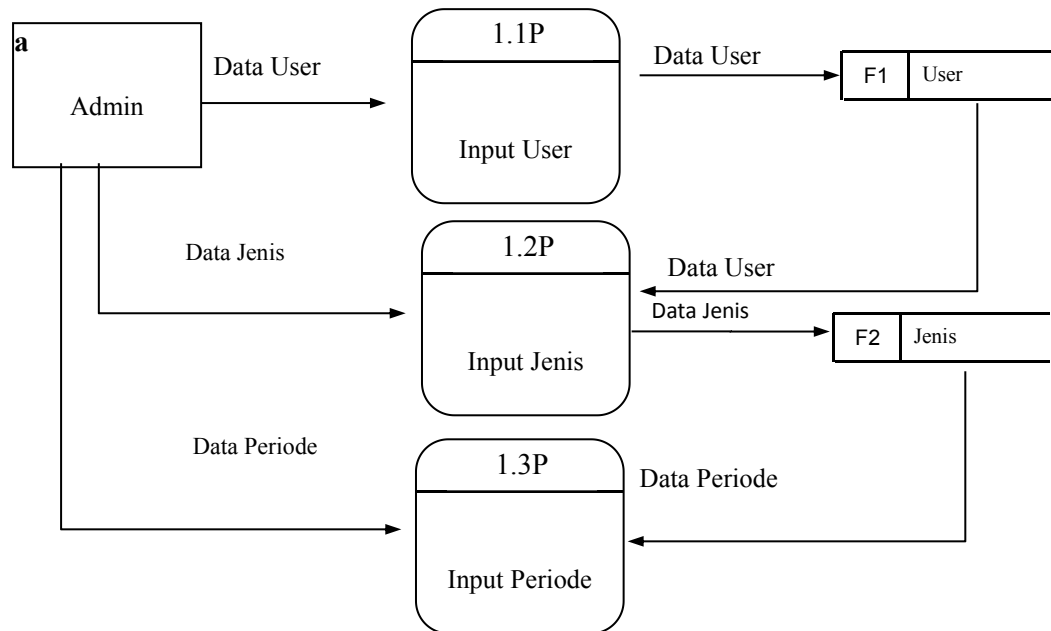 a
Admin
Data User
1.1P
Input User
Data User
F1
User
Data Jenis
1.2P
Input Jenis
Data User
Data Jenis
F2
Jenis
Data Periode
1.3P
Input Periode
Data Periode